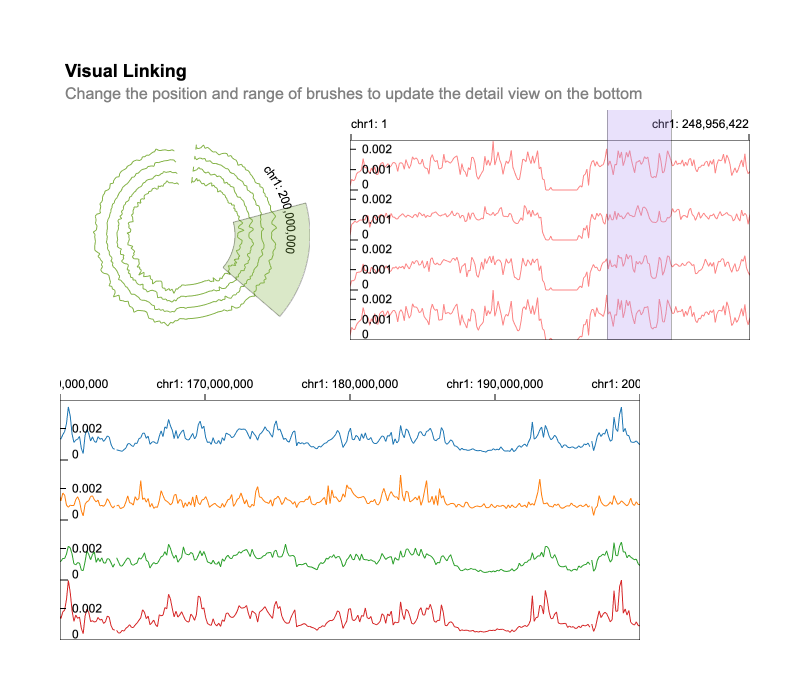 Visual Linking
Change the position and range of brushes to update the detail view on the bottom
chr1: 1
chr1: 248,956,422
chr1: 200,000,000
0.002
0.001
0
0.002
0.001
0
0.002
0.001
0
0.002
0.001
0
0,000,000
chr1: 170,000,000
chr1: 180,000,000
chr1: 190,000,000
chr1: 200
0.002
0
0.002
0
0.002
0
0.002
0